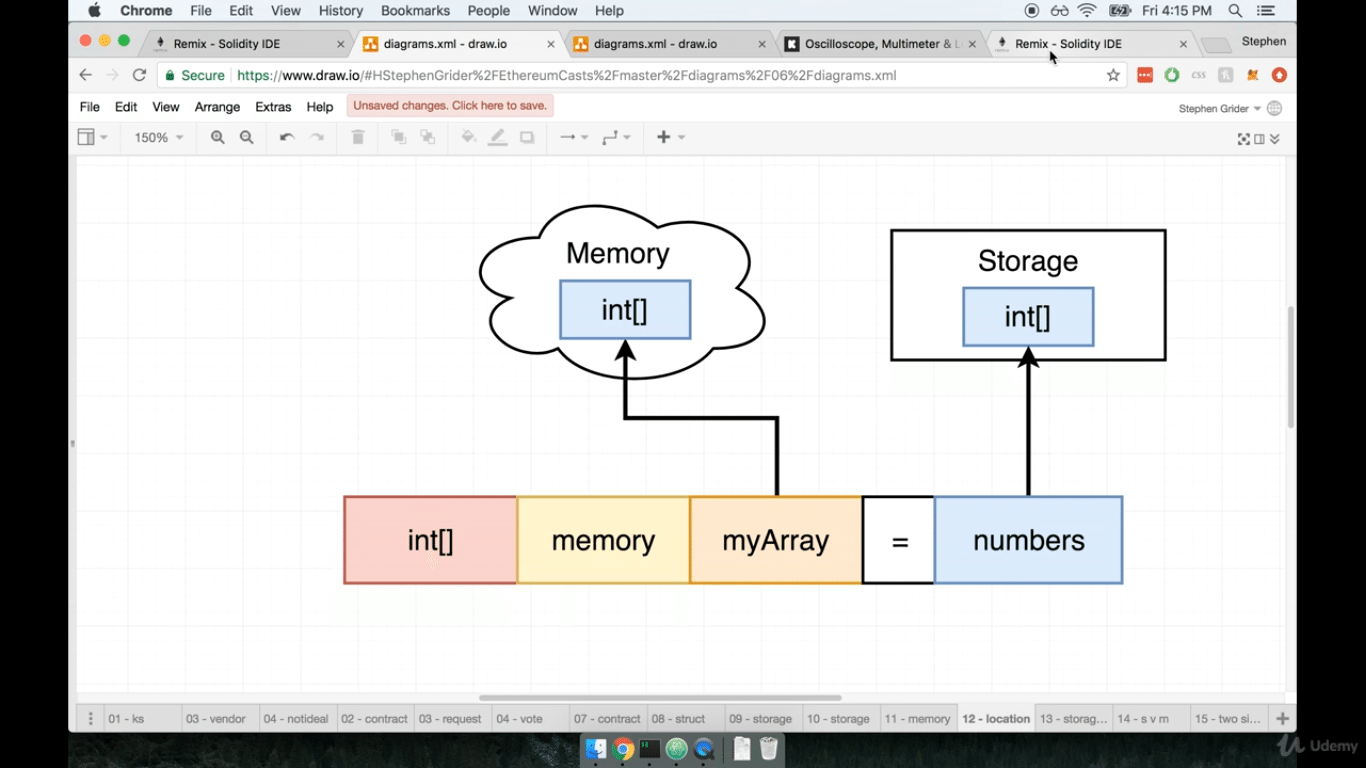 Chrome File Edit View History Bookmarks People Window Help Fri 4:15 PM
Remix - Solidity IDE diagrams.xml - draw.io diagrams.xml - draw.io Oscilloscope, Multimeter & L Remix - Solidity IDE Stephen
Secure https://www.draw.io/#HStephenGrider%2FEthereumCasts%2Fmaster%2Fdiagrams%2F06%2Fdiagrams.xml CSS
File Edit View Arrange Extras Help Unsaved changes. Click here to save. Stephen Grider
150%
Memory
int[]
Storage
int[]
int[] memory myArray = numbers
01 - ks 03 - vendor 04 - notideal 02 - contract 03 - request 04 - vote 07 - contract 08 - struct 09 - storage 10 - storage 11 - memory 12 - location 13 - storag... 14 - s v m 15 - two sl...
Udemy